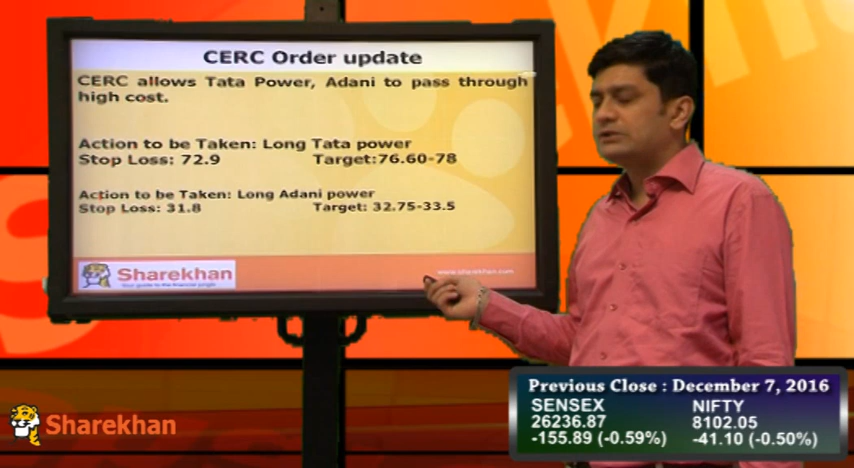 CERC Order update
CERC allows Tata Power, Adani to pass through
high cost.
Action to be Taken: Long Tata power
Stop Loss: 72.9 Target:76.60-78
Action to be Taken: Long Adani power
Stop Loss: 31.8 Target: 32.75-33.5
Sharekhan
Your guide to the financial jungle
www.sharekhan.com
Sharekhan
Previous Close : December 7, 2016
SENSEX NIFTY
26236.87 8102.05
-155.89 (-0.59%) -41.10 (-0.50%)